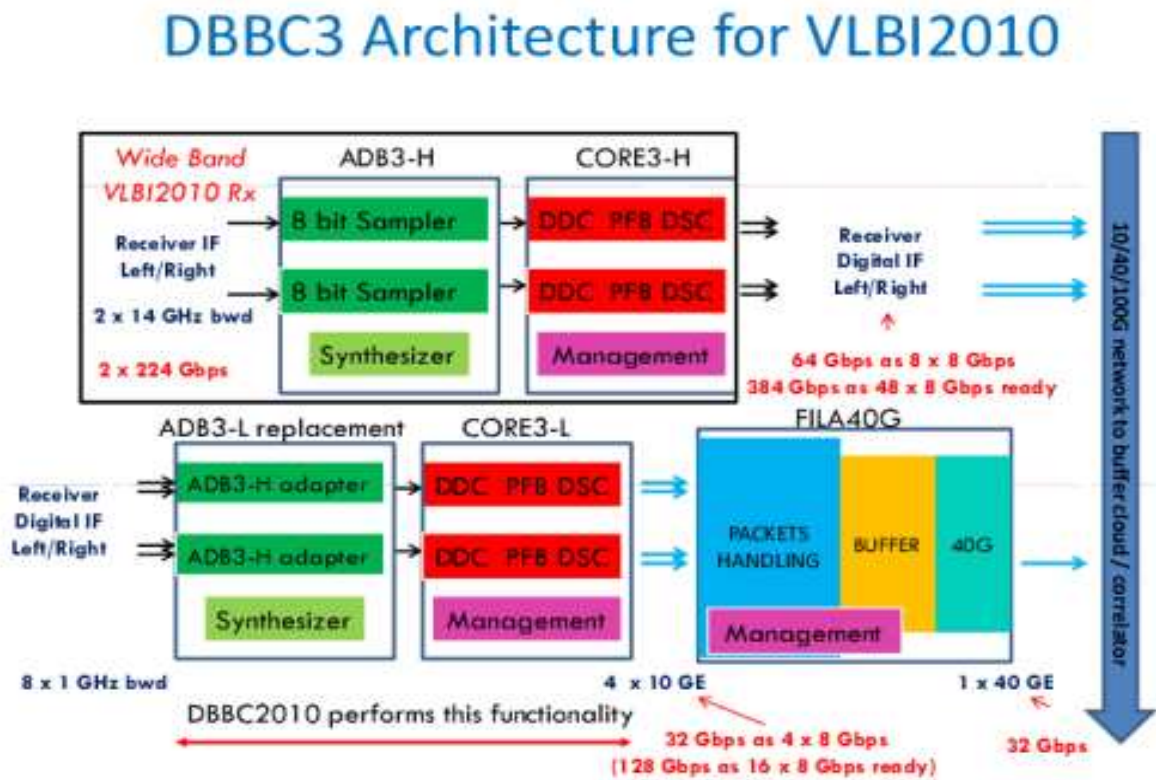 DBBC3 Architecture for VLBI2010
Wide Band
VLBI2010 Rx
Receiver IF
Left/Right
2 x 14 GHz bwd
2 x 224 Gbps
ADB3-H
8 bit Sampler
8 bit Sampler
Synthesizer
CORE3-H
DDC PFB DSC
DDC PFB DSC
Management
Receiver
Digital IF
Left/Right
64 Gbps as 8 x 8 Gbps
384 Gbps as 48 x 8 Gbps ready
10/40/100G network to buffer cloud / correlator
Receiver
Digital IF
Left/Right
8 x 1 GHz bwd
ADB3-L replacement
ADB3-H adapter
ADB3-H adapter
Synthesizer
CORE3-L
DDC PFB DSC
DDC PFB DSC
Management
FILA40G
PACKETS
HANDLING
BUFFER
40G
Management
4 x 10 GE
1 x 40 GE
DBBC2010 performs this functionality
32 Gbps as 4 x 8 Gbps
(128 Gbps as 16 x 8 Gbps ready)
32 Gbps